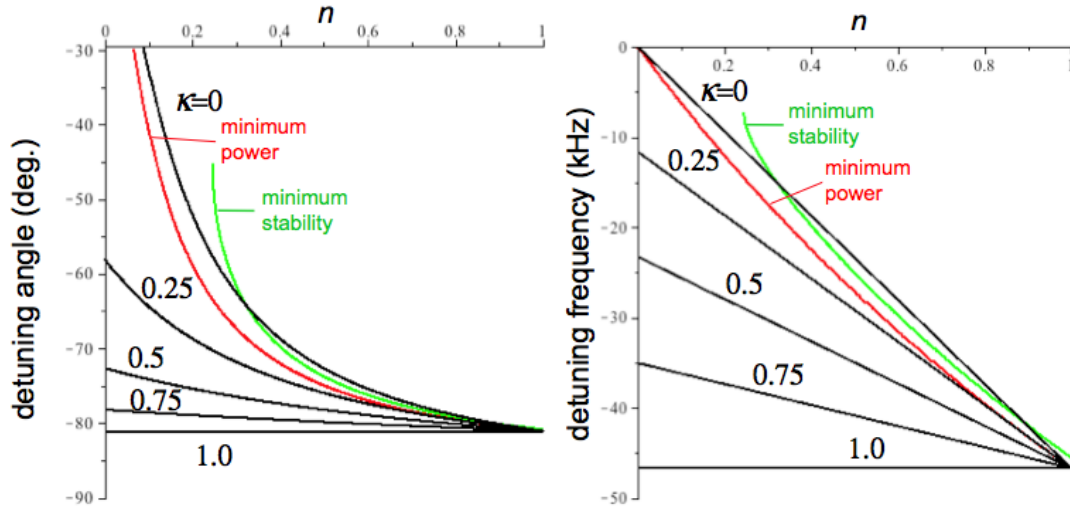 n
0
0.2
0.4
0.6
0.8
1
−30
−40
−50
−60
−70
−80
−90
detuning angle (deg.)
κ=0
minimum
power
minimum
stability
0.25
0.5
0.75
1.0
n
0
0.2
0.4
0.6
0.8
1
−10
−20
−30
−40
−50
detuning frequency (kHz)
κ=0
minimum
stability
0.25
minimum
power
0.5
0.75
1.0